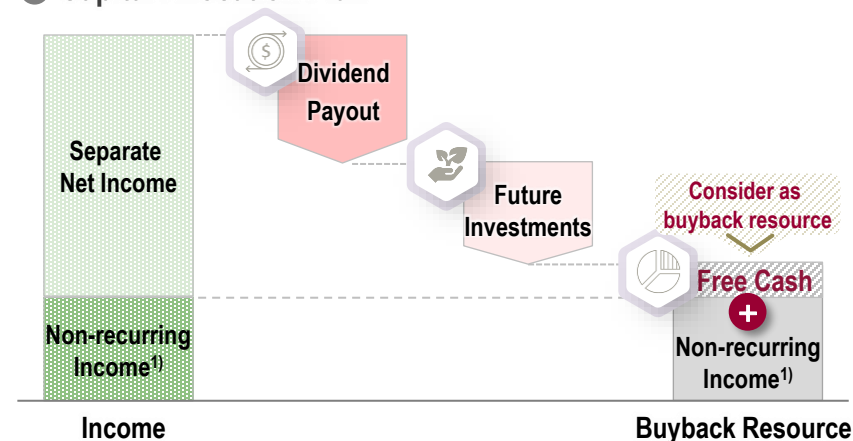 Dividend
Payout
Separate
Net Income
Future
Investments
Consider as
buyback resource
Free Cash
+
Non-recurring
Income1)
Non-recurring
Income1)
Income
Buyback Resource